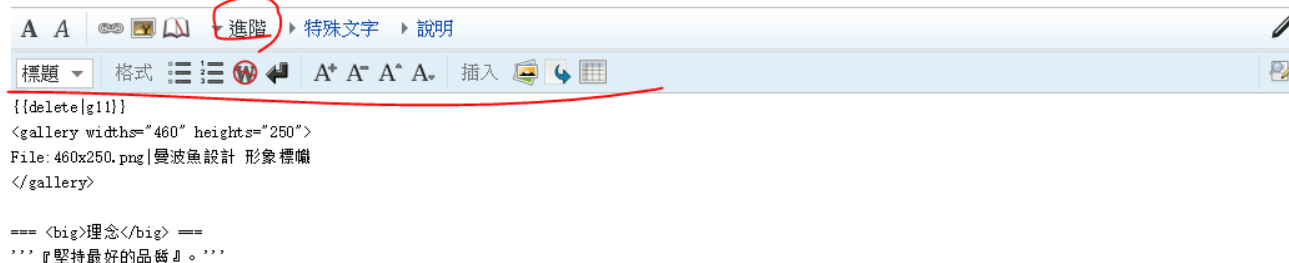 A A 進階 特殊文字 說明
標題 格式 W A+ A- A^ A˅ 插入
{{delete|g11}}
<gallery widths="460" heights="250">
File:460x250.png|曼波魚設計 形象標幟
</gallery>
=== <big>理念</big> ===
'''『堅持最好的品質』。'''